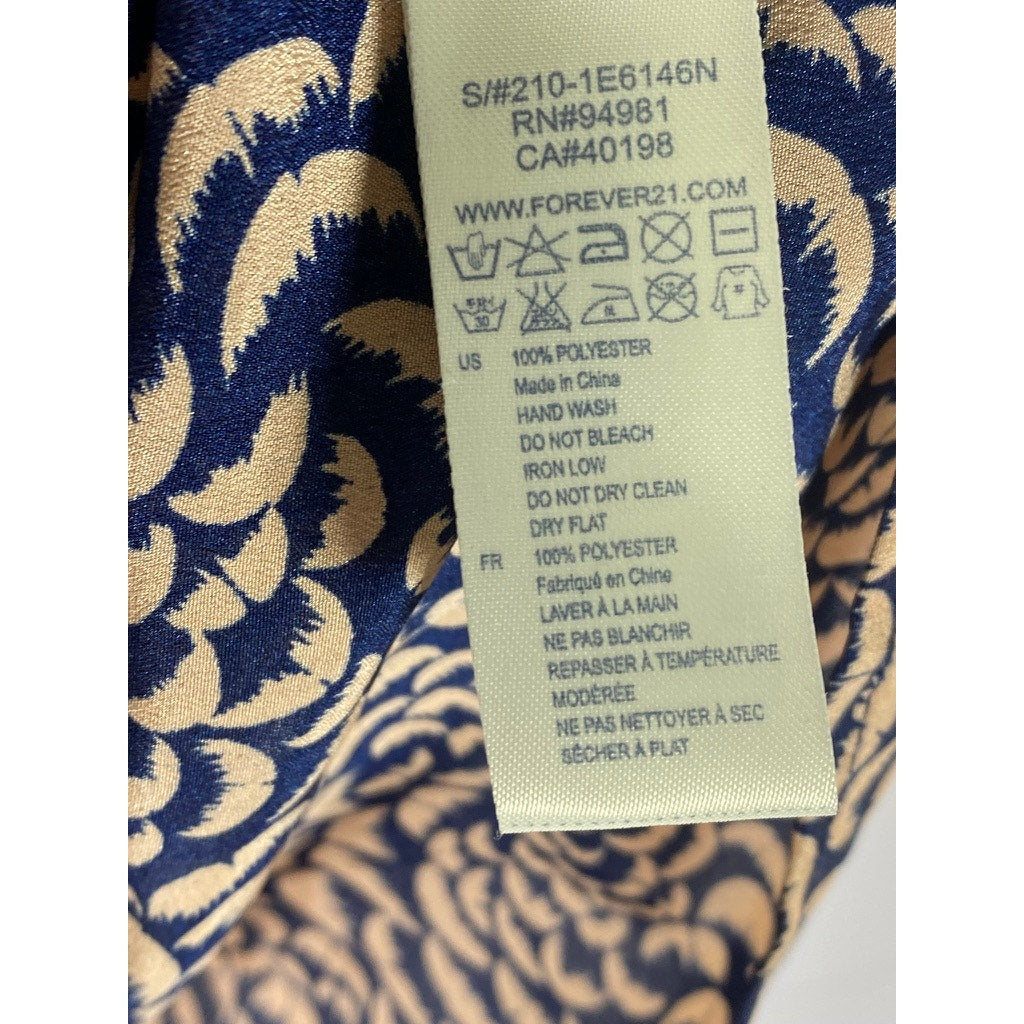 S/#210-1E6146N
RN#94981
CA#40198
WWW.FOREVER21.COM
30
US 100% POLYESTER
Made in China
HAND WASH
DO NOT BLEACH
IRON LOW
DO NOT DRY CLEAN
DRY FLAT
FR 100% POLYESTER
Fabriqué en Chine
LAVER À LA MAIN
NE PAS BLANCHIR
REPASSER À TEMPÉRATURE
MODÉRÉE
NE PAS NETTOYER À SEC
SÉCHER À PLAT